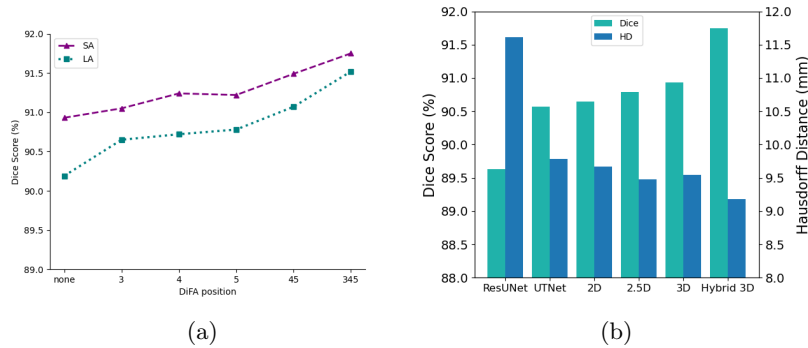 92.0
91.5
91.0
90.5
90.0
89.5
89.0
Dice Score (%)
SA
LA
none 3 4 5 45 345
DiFA position
(a)
92.0
91.5
91.0
90.5
90.0
89.5
89.0
88.5
88.0
Dice Score (%)
Dice
HD
12.0
11.5
11.0
10.5
10.0
9.5
9.0
8.5
8.0
Hausdorff Distance (mm)
ResUNet UTNet 2D 2.5D 3D Hybrid 3D
(b)